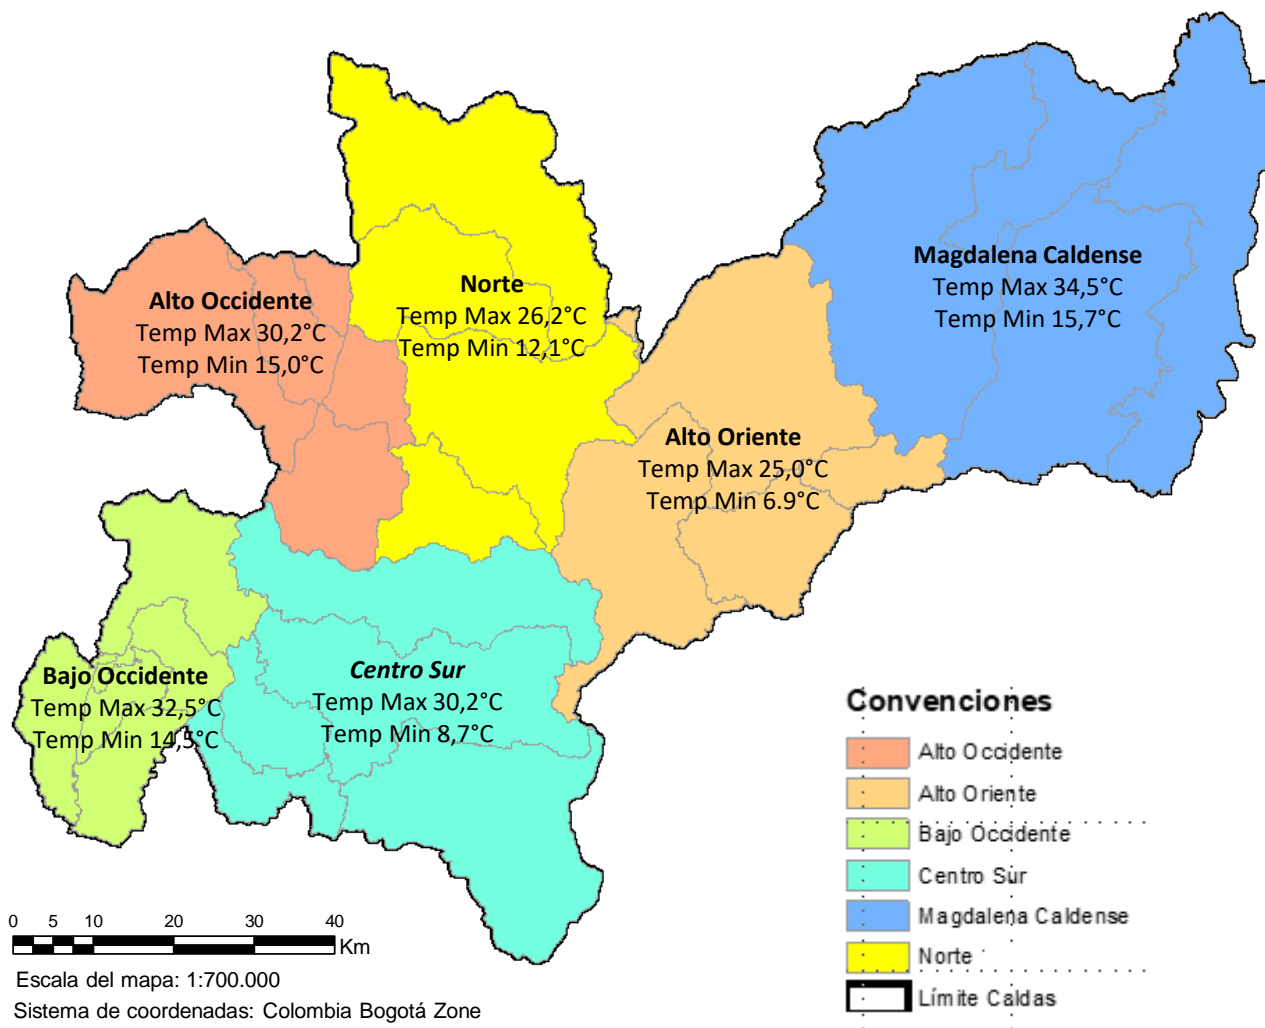 Magdalena Caldense
Temp Max 34,5°C
Temp Min 15,7°C
Norte
Temp Max 26,2°C
Temp Min 12,1°C
Alto Occidente
Temp Max 30,2°C
Temp Min 15,0°C
Alto Oriente
Temp Max 25,0°C
Temp Min 6.9°C
Bajo Occidente
Temp Max 32,5°C
Temp Min 14,5°C
Centro Sur
Temp Max 30,2°C
Temp Min 8,7°C
Convenciones
Alto Occidente
Alto Oriente
Bajo Occidente
Centro Sur
Magdalena Caldense
Norte
Límite Caldas
0 5 10 20 30 40
Km
Escala del mapa: 1:700.000
Sistema de coordenadas: Colombia Bogotá Zone